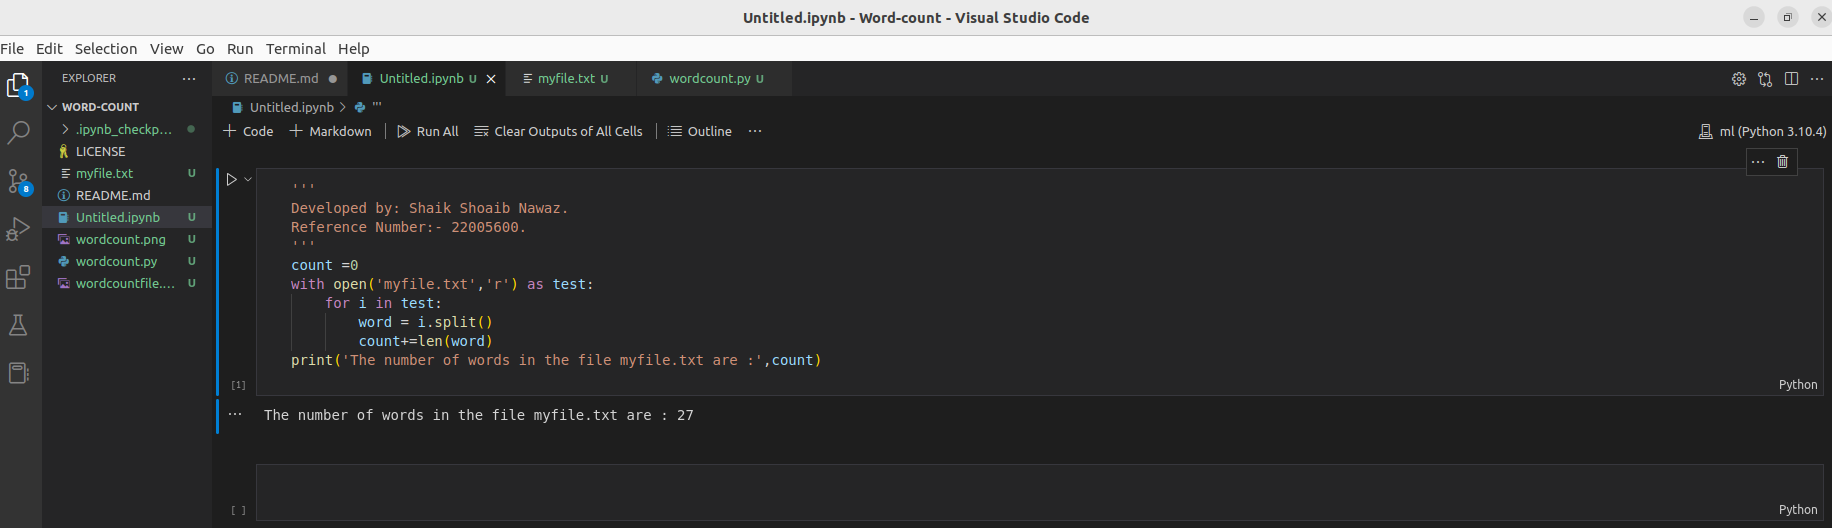 Untitled.ipynb - Word-count - Visual Studio Code
File Edit Selection View Go Run Terminal Help
EXPLORER ···
README.md
Untitled.ipynb U
myfile.txt U
wordcount.py U
1
WORD-COUNT
.ipynb_checkp...
LICENSE
myfile.txt U
README.md
Untitled.ipynb U
wordcount.png U
wordcount.py U
wordcountfile.... U
8
Untitled.ipynb > '''
+ Code + Markdown Run All Clear Outputs of All Cells Outline ···
ml (Python 3.10.4)
'''
Developed by: Shaik Shoaib Nawaz.
Reference Number:- 22005600.
'''
count =0
with open('myfile.txt','r') as test:
    for i in test:
        word = i.split()
        count+=len(word)
print('The number of words in the file myfile.txt are :',count)
[1]
Python
The number of words in the file myfile.txt are : 27
[ ]
Python